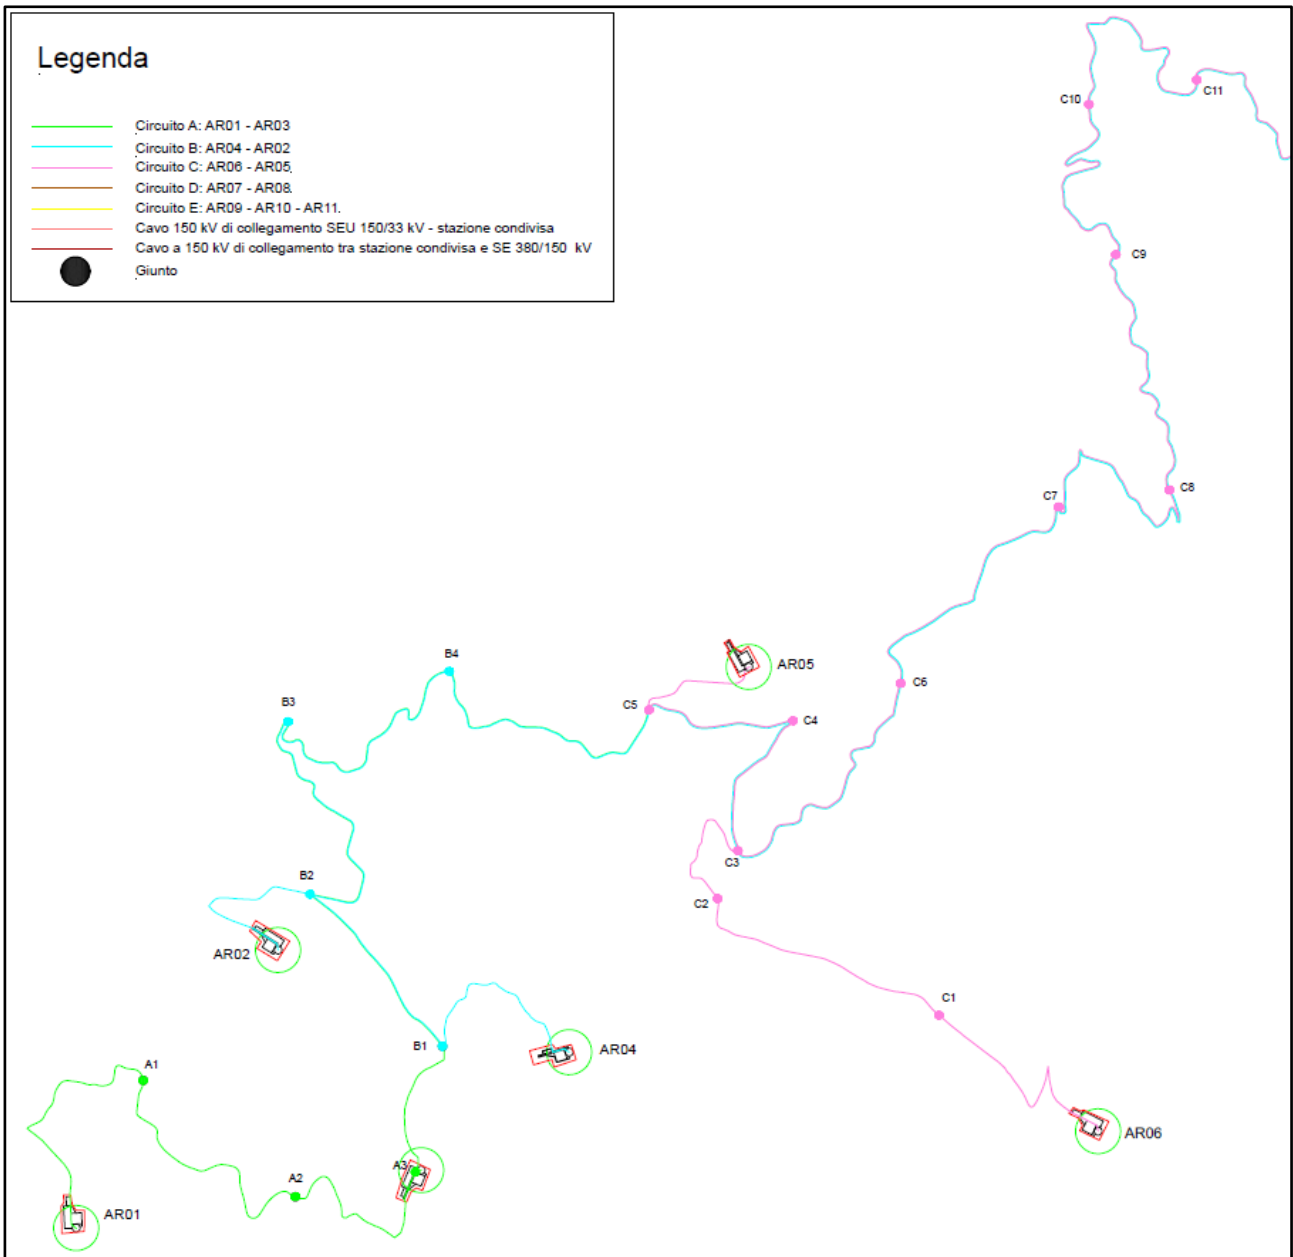 Legenda
Circuito A: AR01 - AR03
Circuito B: AR04 - AR02
Circuito C: AR06 - AR05.
Circuito D: AR07 - AR08.
Circuito E: AR09 - AR10 - AR11.
Cavo 150 kV di collegamento SEU 150/33 kV - stazione condivisa
Cavo a 150 kV di collegamento tra stazione condivisa e SE 380/150 kV
Giunto
C11
C10
C9
C8
C7
B4
AR05
C6
B3
C5
C4
C3
B2
C2
AR02
C1
B1
AR04
A1
AR06
A3
A2
AR01